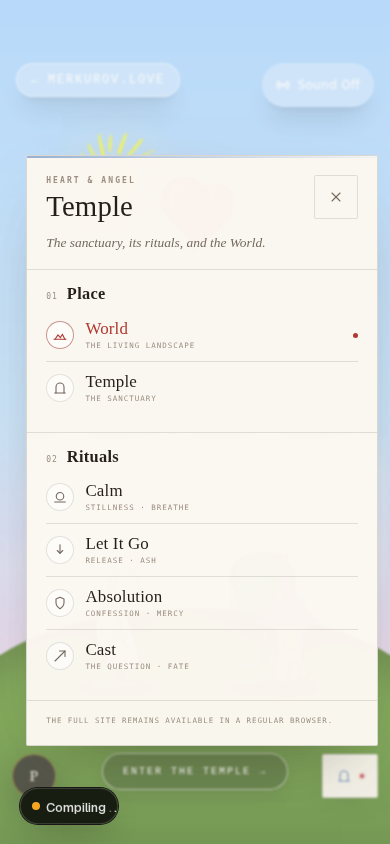 ← MERKUROV.LOVE
Sound Off
HEART & ANGEL
Temple
The sanctuary, its rituals, and the World.
01 Place
World
THE LIVING LANDSCAPE
Temple
THE SANCTUARY
02 Rituals
Calm
STILLNESS · BREATHE
Let It Go
RELEASE · ASH
Absolution
CONFESSION · MERCY
Cast
THE QUESTION · FATE
THE FULL SITE REMAINS AVAILABLE IN A REGULAR BROWSER.
P
ENTER THE TEMPLE →
Compiling..